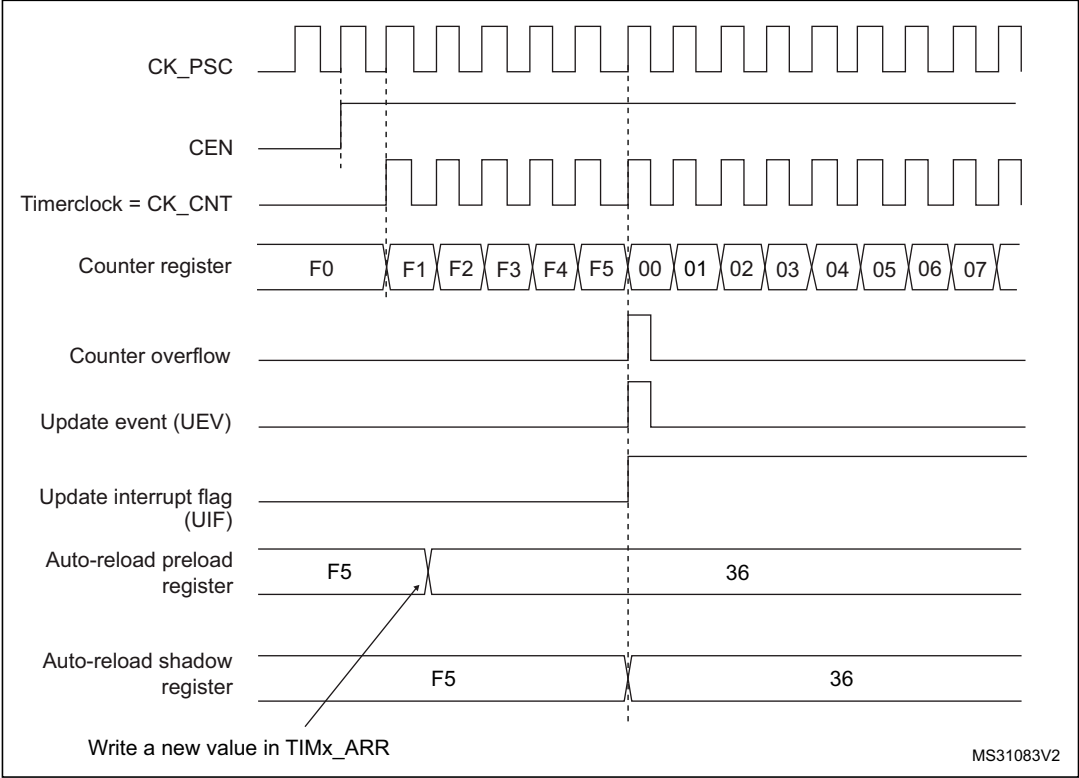 CK_PSC
CEN
Timerclock = CK_CNT
Counter register
F0 F1 F2 F3 F4 F5 00 01 02 03 04 05 06 07
Counter overflow
Update event (UEV)
Update interrupt flag
(UIF)
Auto-reload preload
register
F5 36
Auto-reload shadow
register
F5 36
Write a new value in TIMx_ARR
MS31083V2